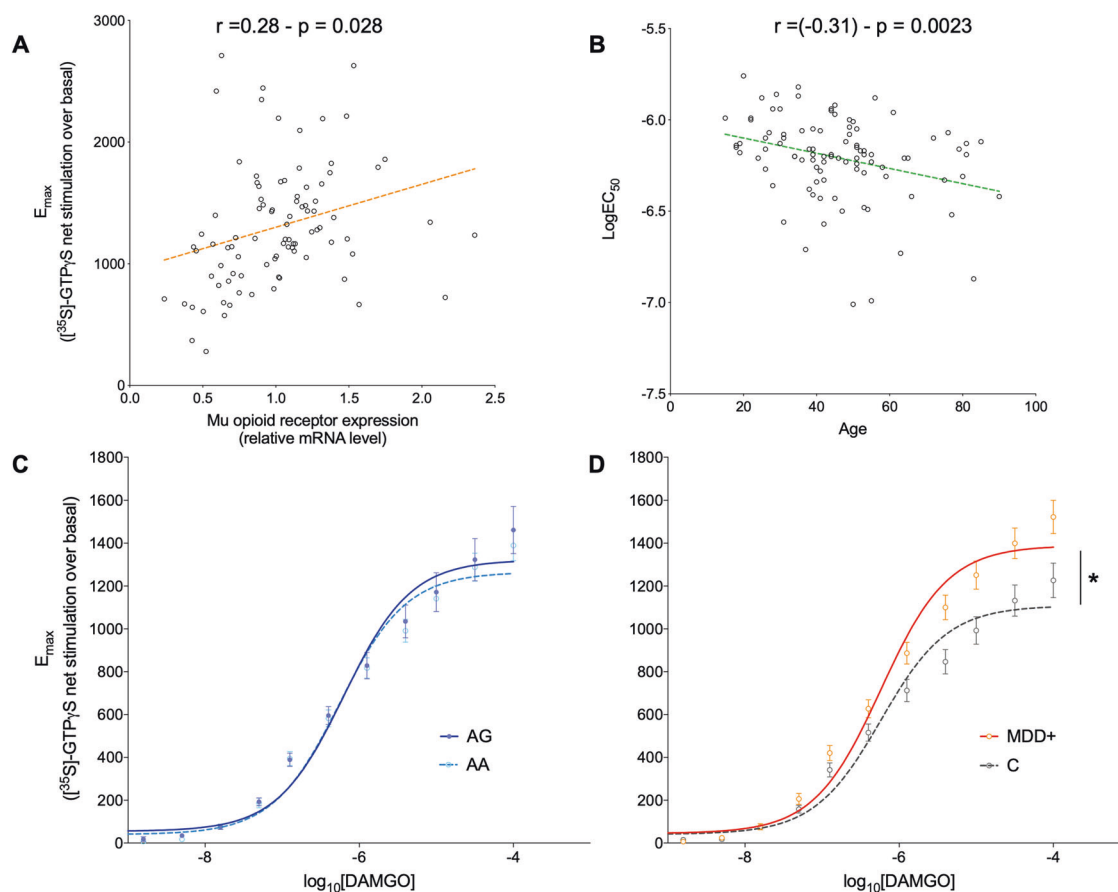 A
r =0.28 - p = 0.028
Emax
([³⁵S]-GTPγS net stimulation over basal)
3000
2000
1000
0
0.0
0.5
1.0
1.5
2.0
2.5
Mu opioid receptor expression
(relative mRNA level)
B
r =(-0.31) - p = 0.0023
LogEC₅₀
-5.5
-6.0
-6.5
-7.0
-7.5
0
20
40
60
80
100
Age
C
Emax
([³⁵S]-GTPγS net stimulation over basal)
1800
1600
1400
1200
1000
800
600
400
200
0
-8
-6
-4
log₁₀[DAMGO]
AG
AA
D
1800
1600
1400
1200
1000
800
600
400
200
0
-8
-6
-4
log₁₀[DAMGO]
MDD+
C
*